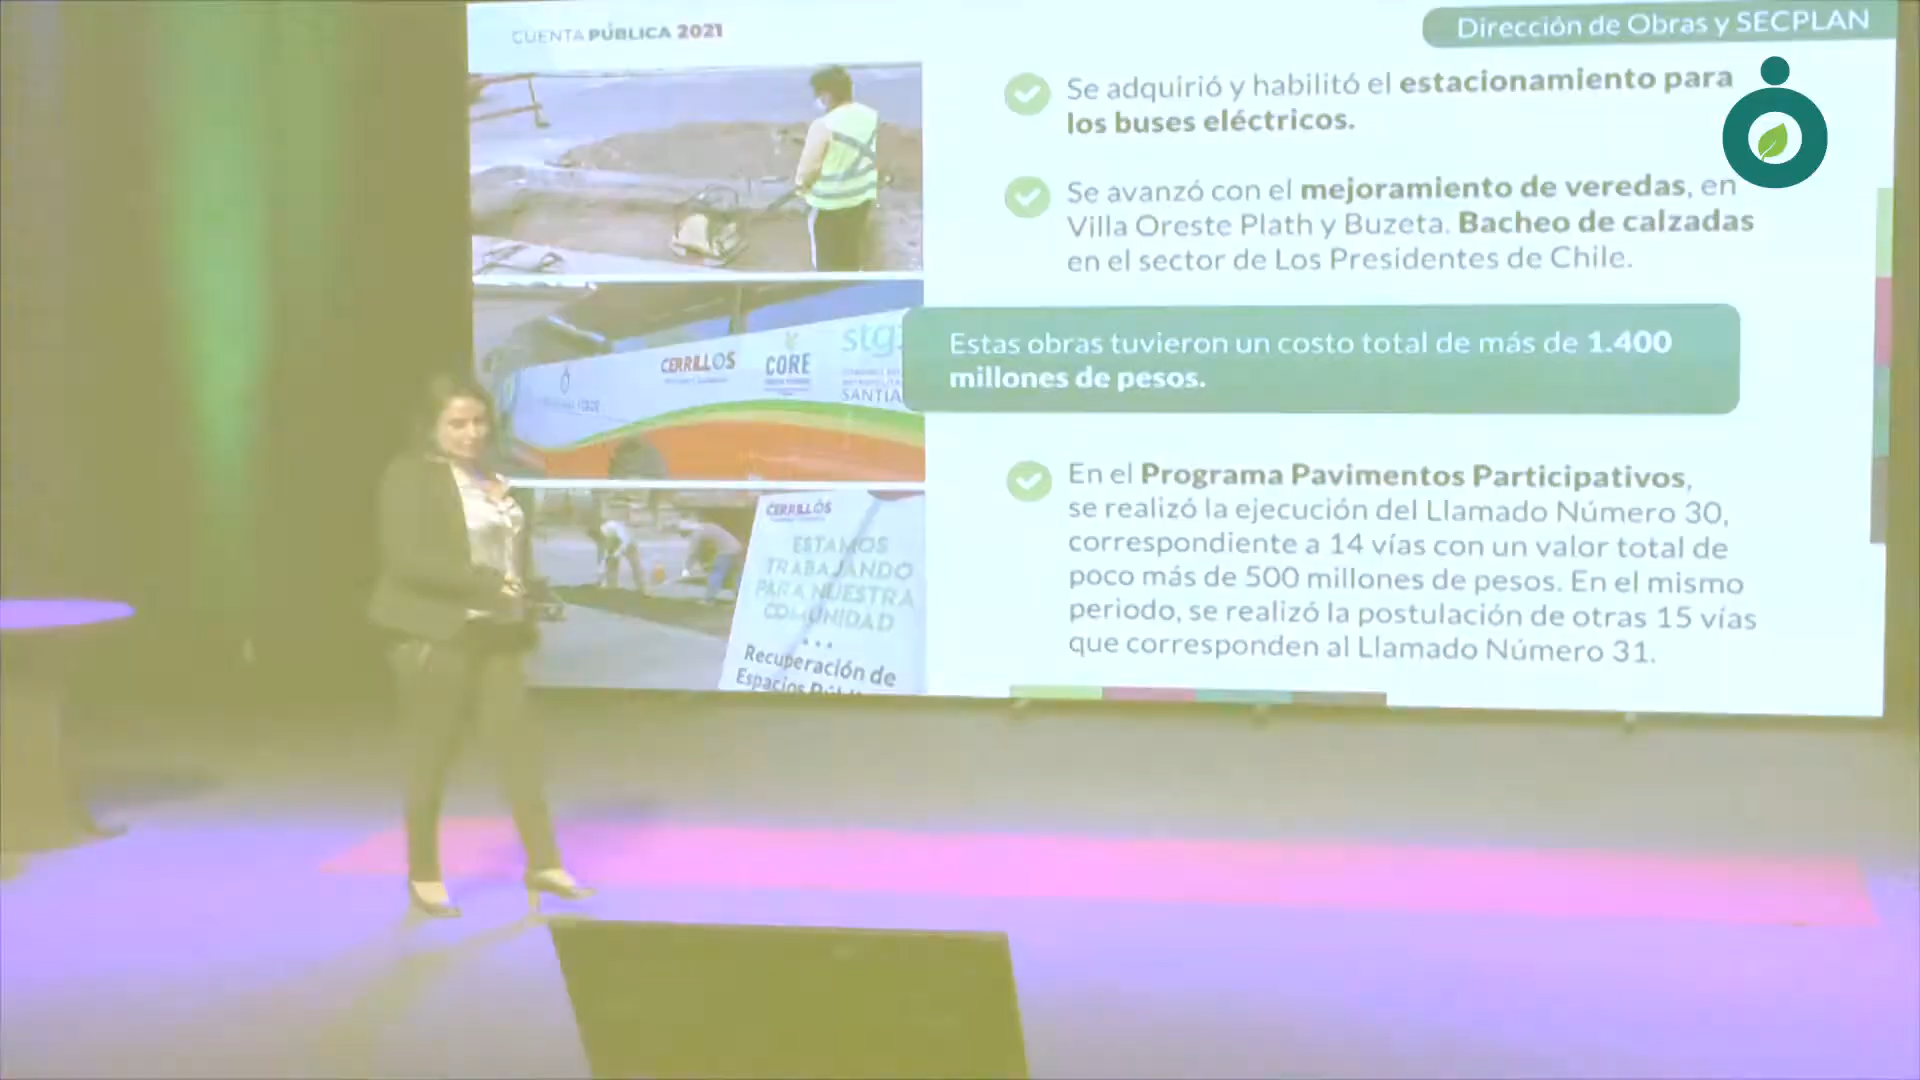 CUENTA PÚBLICA 2021
Dirección de Obras y SECPLAN
Se adquirió y habilitó el estacionamiento para
los buses eléctricos.
Se avanzó con el mejoramiento de veredas, en
Villa Oreste Plath y Buzeta. Bacheo de calzadas
en el sector de Los Presidentes de Chile.
Estas obras tuvieron un costo total de más de 1.400
millones de pesos.
En el Programa Pavimentos Participativos,
se realizó la ejecución del Llamado Número 30,
correspondiente a 14 vías con un valor total de
poco más de 500 millones de pesos. En el mismo
periodo, se realizó la postulación de otras 15 vías
que corresponden al Llamado Número 31.
CERRILLOS
CORE
stg
SANTIA
CERRILLOS
ESTAMOS
TRABAJANDO
PARA NUESTRA
COMUNIDAD
Recuperación de
Espacios